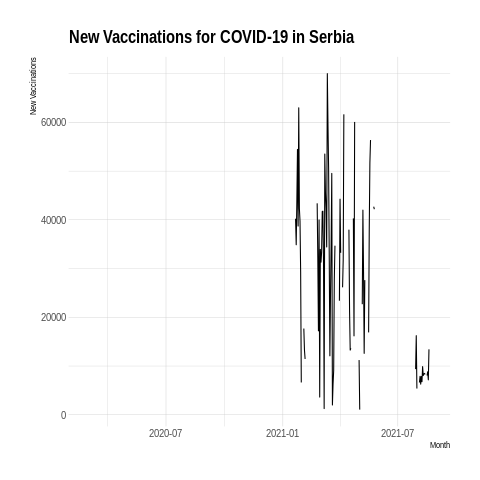 New Vaccinations for COVID-19 in Serbia
New Vaccinations
60000
40000
20000
0
2020-07
2021-01
2021-07
Month